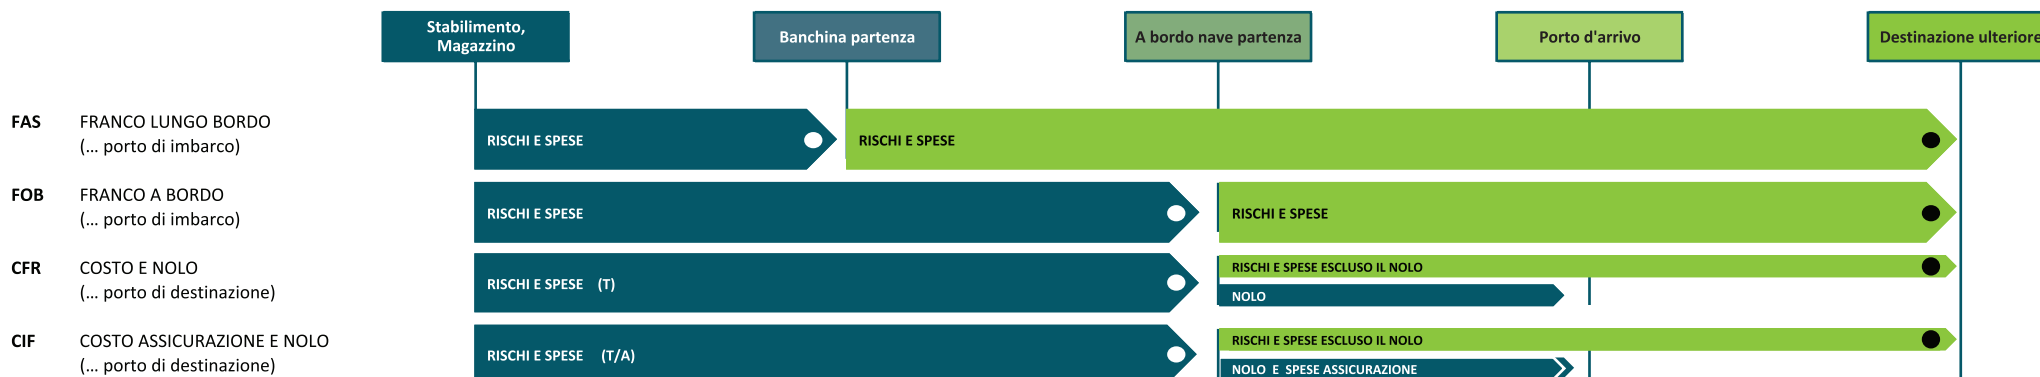 Stabilimento,
Magazzino
Banchina partenza
A bordo nave partenza
Porto d'arrivo
Destinazione ulteriore
FAS FRANCO LUNGO BORDO
(... porto di imbarco)
RISCHI E SPESE
RISCHI E SPESE
FOB FRANCO A BORDO
(... porto di imbarco)
RISCHI E SPESE
RISCHI E SPESE
CFR COSTO E NOLO
(... porto di destinazione)
RISCHI E SPESE (T)
RISCHI E SPESE ESCLUSO IL NOLO
NOLO
CIF COSTO ASSICURAZIONE E NOLO
(... porto di destinazione)
RISCHI E SPESE (T/A)
RISCHI E SPESE ESCLUSO IL NOLO
NOLO E SPESE ASSICURAZIONE